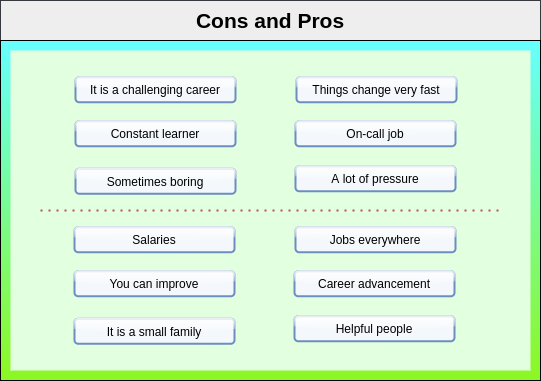 Cons and Pros
It is a challenging career
Things change very fast
Constant learner
On-call job
Sometimes boring
A lot of pressure
Salaries
Jobs everywhere
You can improve
Career advancement
It is a small family
Helpful people